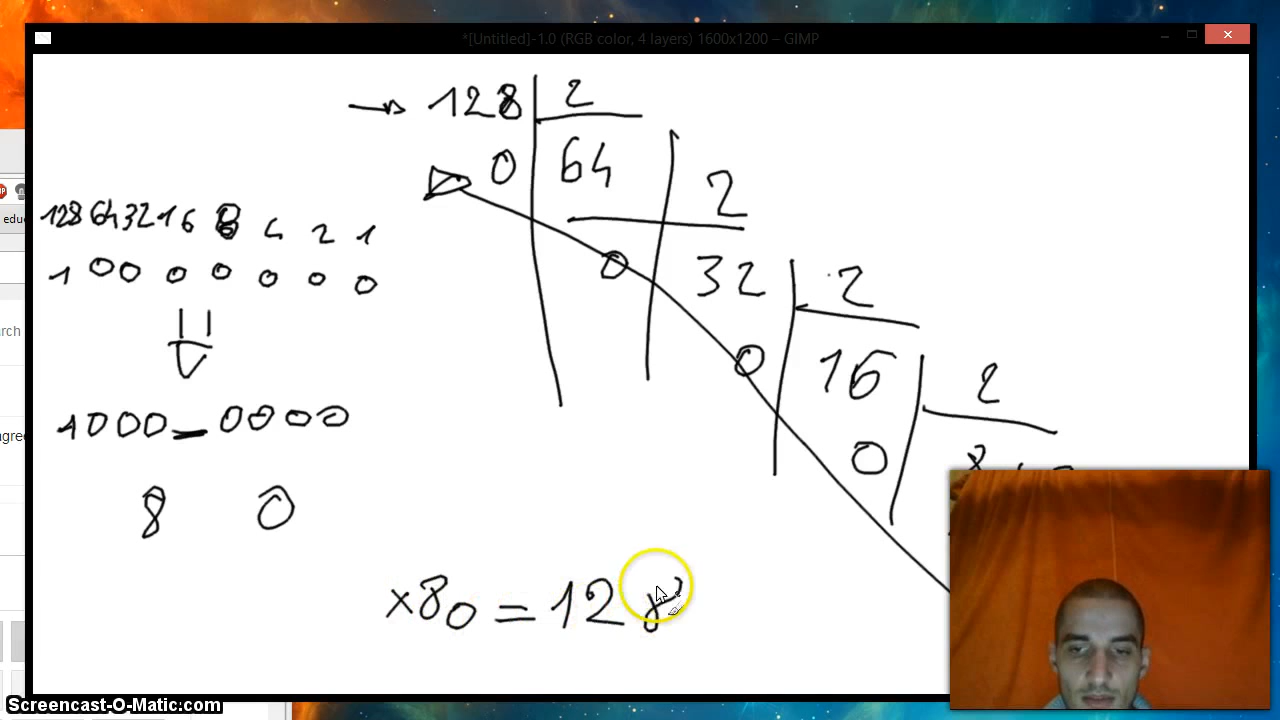 *[Untitled]-1.0 (RGB color, 4 layers) 1600x1200 – GIMP
→ 128 2
0 64 2
128 64 32 16 8 4 2 1
1 0 0 0 0 0 0 0
0 32 2
0 16 2
0 8
1000_0000
8 0
x80 = 128
Screencast-O-Matic.com